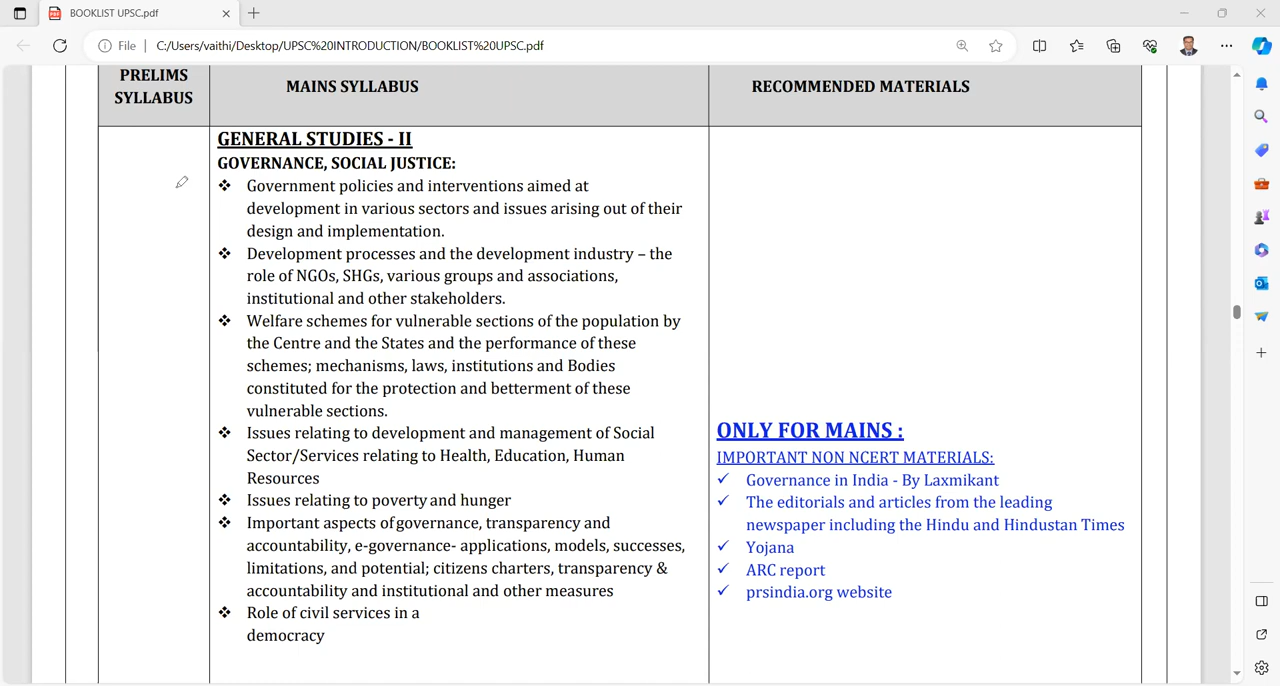 BOOKLIST UPSC.pdf
File
C:/Users/vaithi/Desktop/UPSC%20INTRODUCTION/BOOKLIST%20UPSC.pdf
PRELIMS
SYLLABUS
MAINS SYLLABUS
RECOMMENDED MATERIALS
GENERAL STUDIES - II
GOVERNANCE, SOCIAL JUSTICE:
❖ Government policies and interventions aimed at
development in various sectors and issues arising out of their
design and implementation.
❖ Development processes and the development industry – the
role of NGOs, SHGs, various groups and associations,
institutional and other stakeholders.
❖ Welfare schemes for vulnerable sections of the population by
the Centre and the States and the performance of these
schemes; mechanisms, laws, institutions and Bodies
constituted for the protection and betterment of these
vulnerable sections.
❖ Issues relating to development and management of Social
Sector/Services relating to Health, Education, Human
Resources
❖ Issues relating to poverty and hunger
❖ Important aspects of governance, transparency and
accountability, e-governance- applications, models, successes,
limitations, and potential; citizens charters, transparency &
accountability and institutional and other measures
❖ Role of civil services in a
democracy
ONLY FOR MAINS :
IMPORTANT NON NCERT MATERIALS:
✓ Governance in India - By Laxmikant
✓ The editorials and articles from the leading
newspaper including the Hindu and Hindustan Times
✓ Yojana
✓ ARC report
✓ prsindia.org website